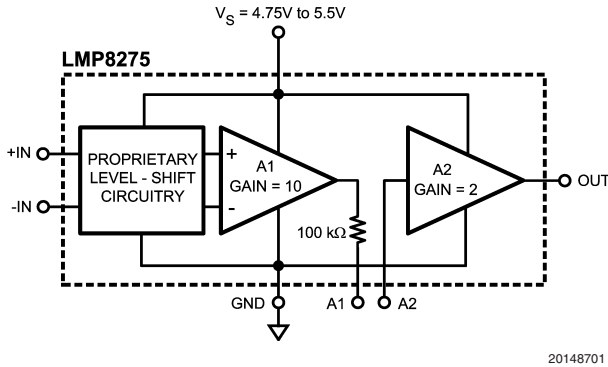 V_S = 4.75V to 5.5V
LMP8275
+IN
-IN
PROPRIETARY
LEVEL - SHIFT
CIRCUITRY
+
-
A1
GAIN = 10
100 kΩ
A2
GAIN = 2
OUT
GND
A1
A2
20148701